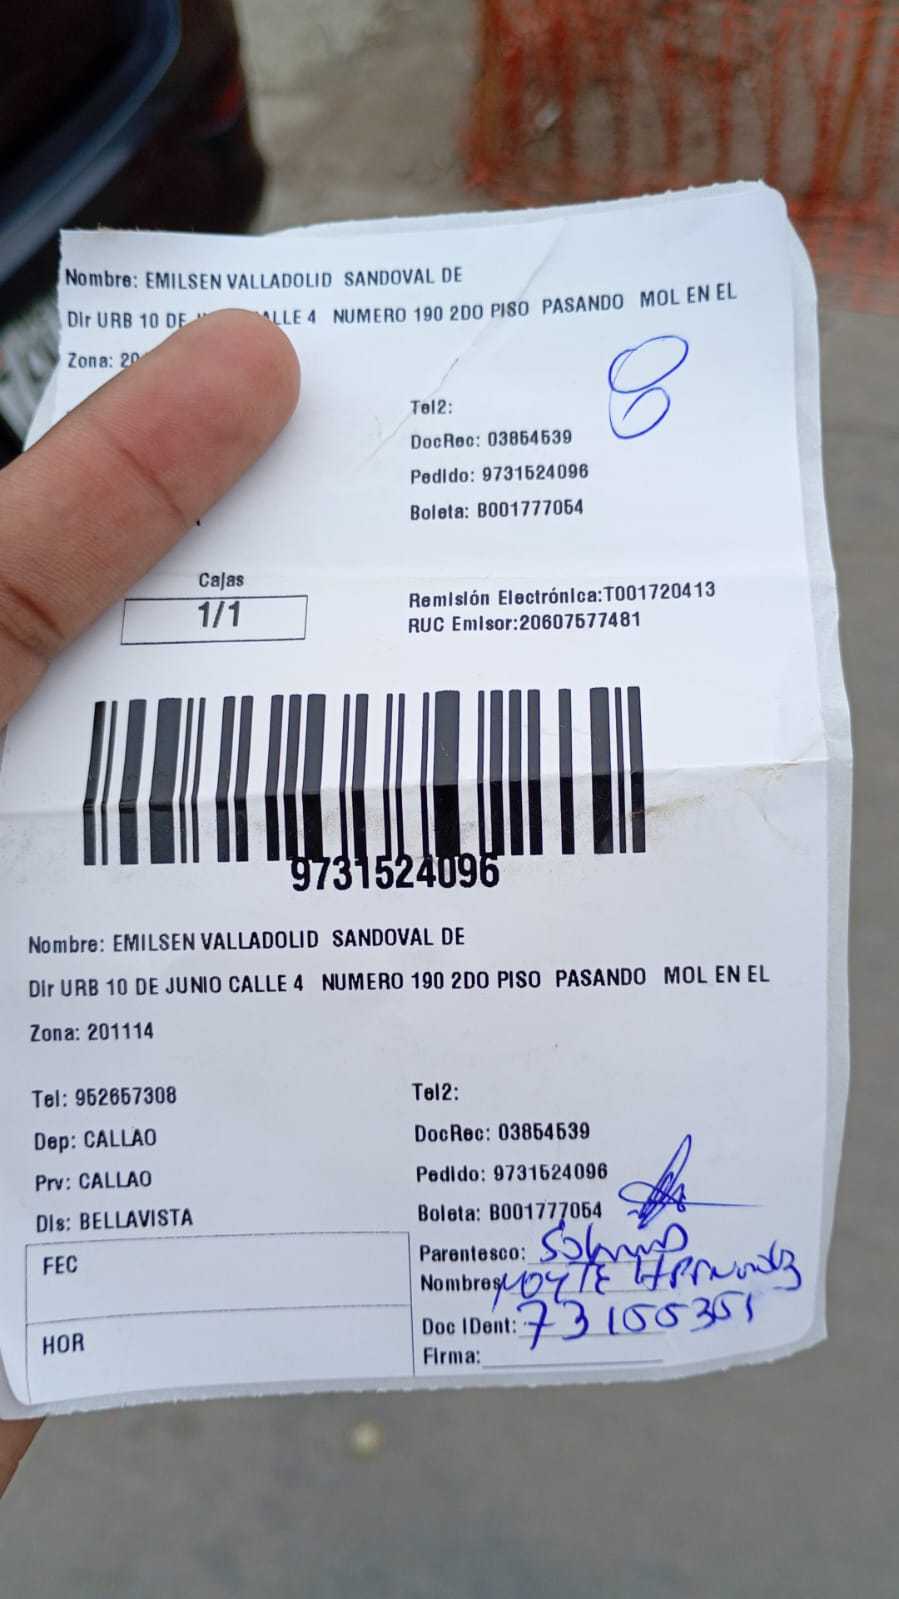 Nombre: EMILSEN VALLADOLID SANDOVAL DE
Dir URB 10 DE CALLE 4 NUMERO 190 2DO PISO PASANDO MOL EN EL
Zona: 20
8
Tel2:
DocRec: 03854539
Pedido: 9731524096
Boleta: B001777054
Cajas
1/1
Remisión Electrónica:T001720413
RUC Emisor:20607577481
9731524096
Nombre: EMILSEN VALLADOLID SANDOVAL DE
Dir URB 10 DE JUNIO CALLE 4 NUMERO 190 2DO PISO PASANDO MOL EN EL
Zona: 201114
Tel: 952657308
Tel2:
Dep: CALLAO
DocRec: 03854539
Prv: CALLAO
Pedido: 9731524096
Dis: BELLAVISTA
Boleta: B001777054
FEC
Parentesco:
Nombres
HOR
Doc IDent: 73155351
Firma: